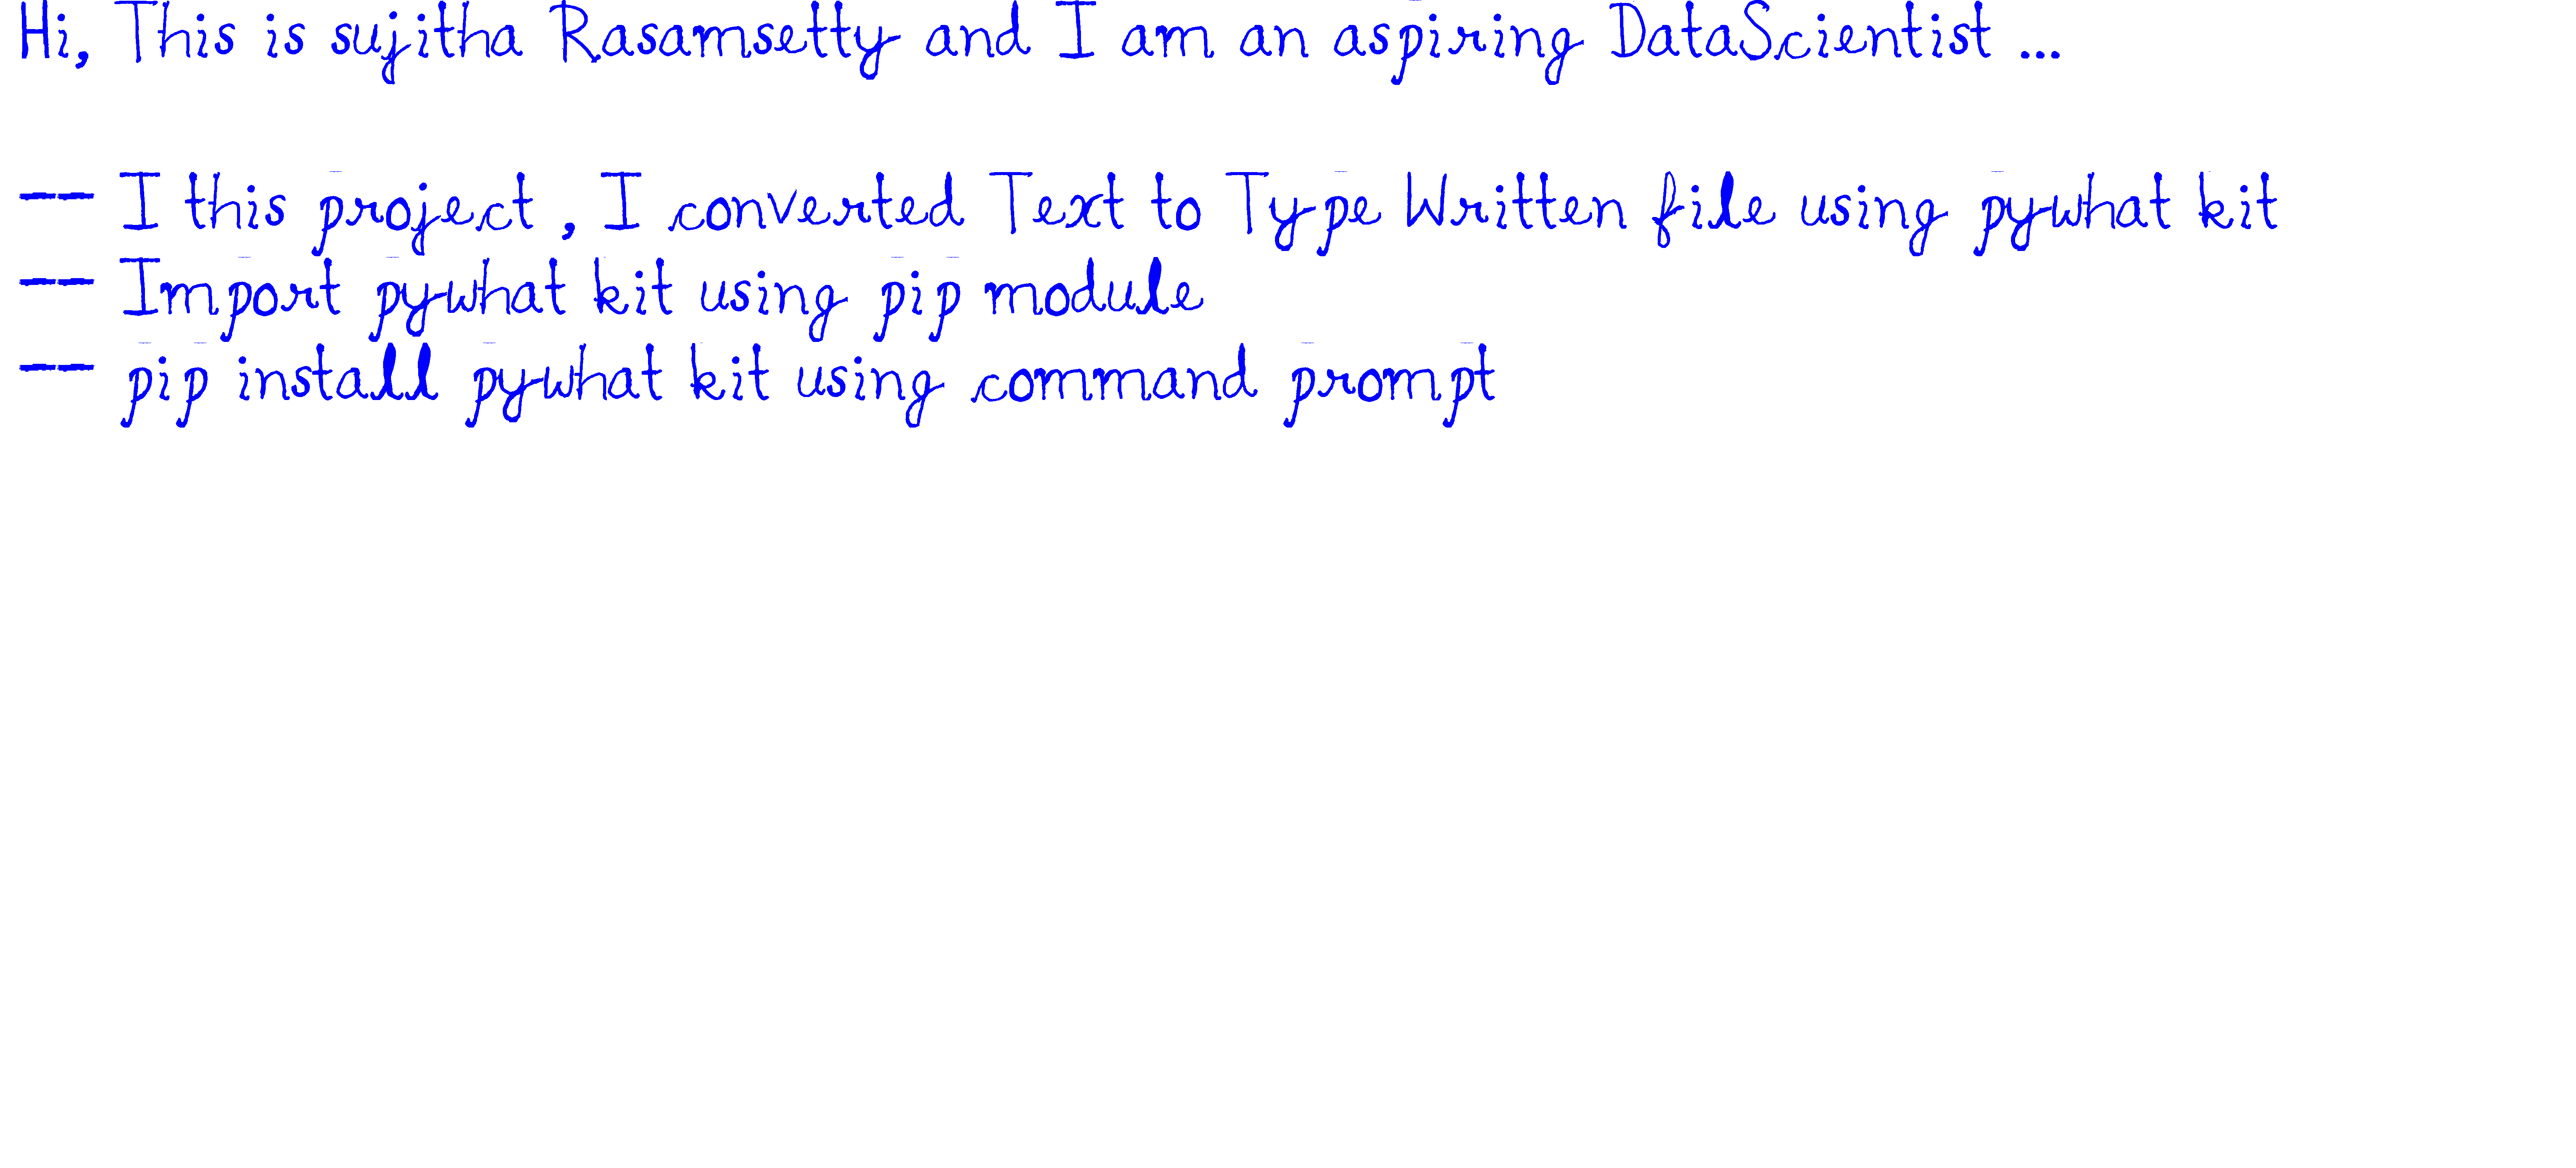 Hi, This is sujitha Rasamsetty and I am an aspiring DataScientist ...
-- I this project , I converted Text to Type Written file using pywhat kit
-- Import pywhat kit using pip module
-- pip install pywhat kit using command prompt